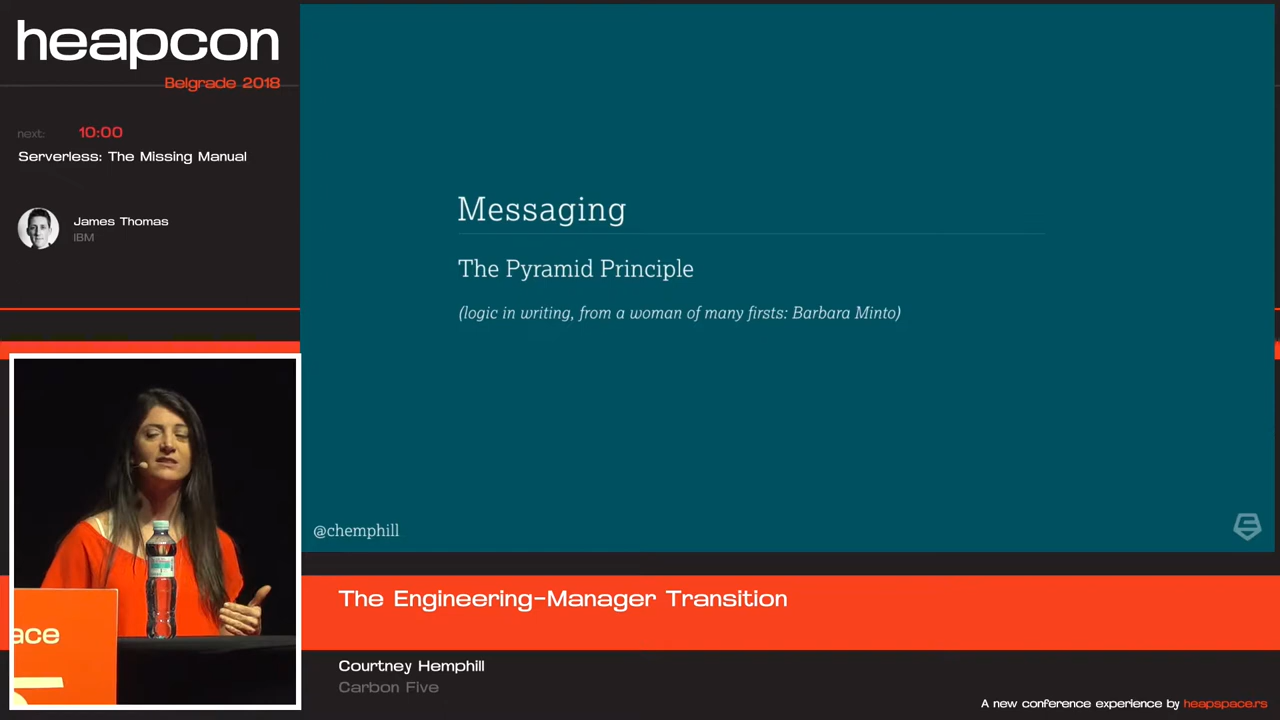 heapcon
Belgrade 2018
next: 10:00
Serverless: The Missing Manual
James Thomas
IBM
Messaging
The Pyramid Principle
(logic in writing, from a woman of many firsts: Barbara Minto)
@chemphill
ace
The Engineering-Manager Transition
Courtney Hemphill
Carbon Five
A new conference experience by heapspace.rs